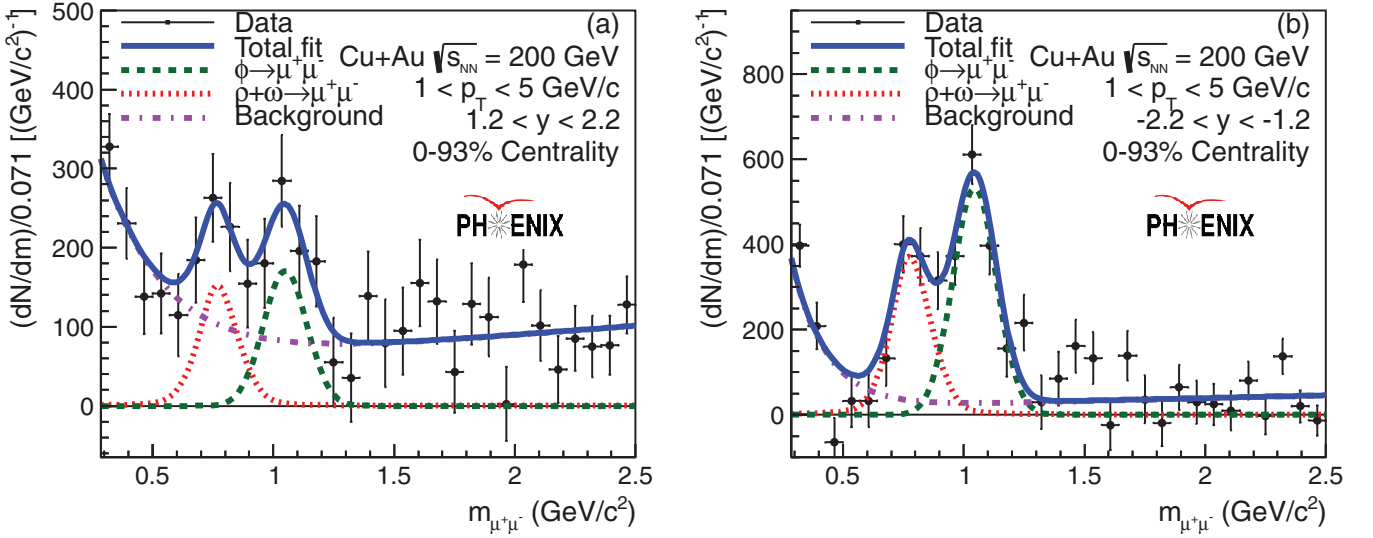 (a)
Data
Total fit
ϕ→μ⁺μ⁻
ρ+ω→μ⁺μ⁻
Background
Cu+Au √s_NN = 200 GeV
1 < p_T < 5 GeV/c
1.2 < y < 2.2
0-93% Centrality
PHENIX
(dN/dm)/0.071 [(GeV/c²)⁻¹
500
400
300
200
100
0
0.5 1 1.5 2 2.5
m_μ⁺μ⁻ (GeV/c²)
(b)
Data
Total fit
ϕ→μ⁺μ⁻
ρ+ω→μ⁺μ⁻
Background
Cu+Au √s_NN = 200 GeV
1 < p_T < 5 GeV/c
-2.2 < y < -1.2
0-93% Centrality
PHENIX
(dN/dm)/0.071 [(GeV/c²)⁻¹
800
600
400
200
0
0.5 1 1.5 2 2.5
m_μ⁺μ⁻ (GeV/c²)